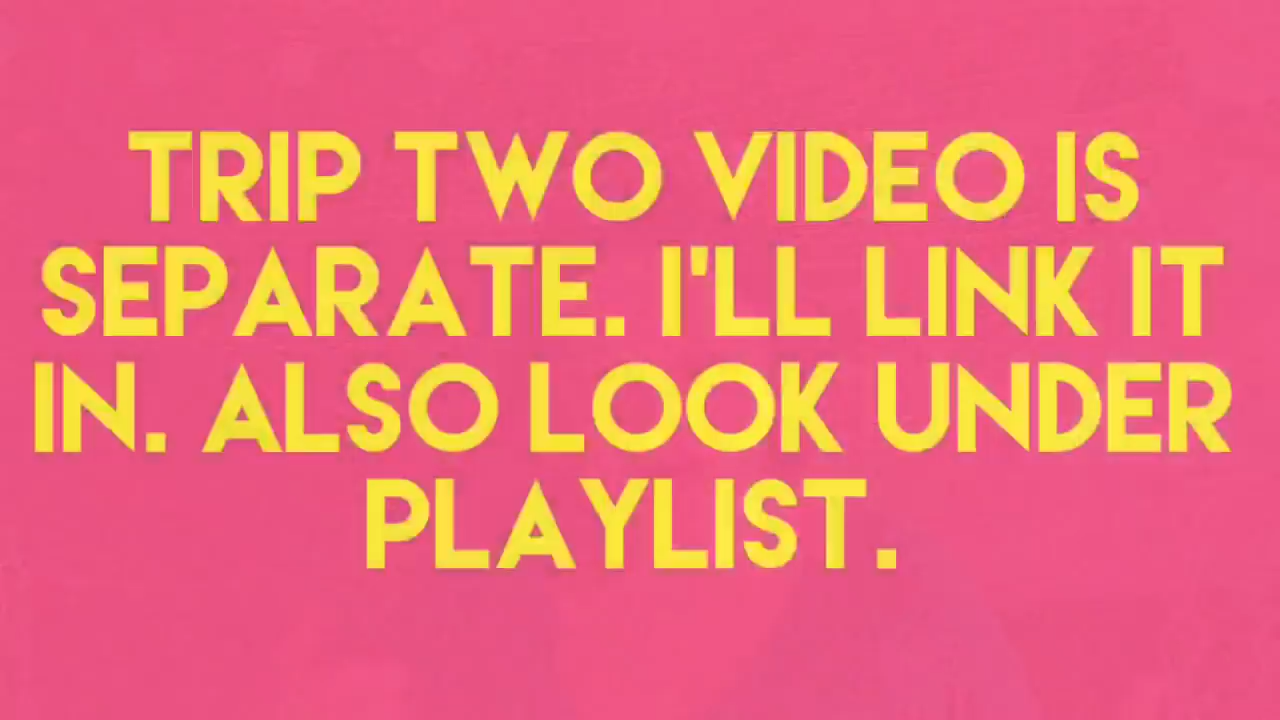 TRIP TWO VIDEO IS
SEPARATE. I'LL LINK IT
IN. ALSO LOOK UNDER
PLAYLIST.